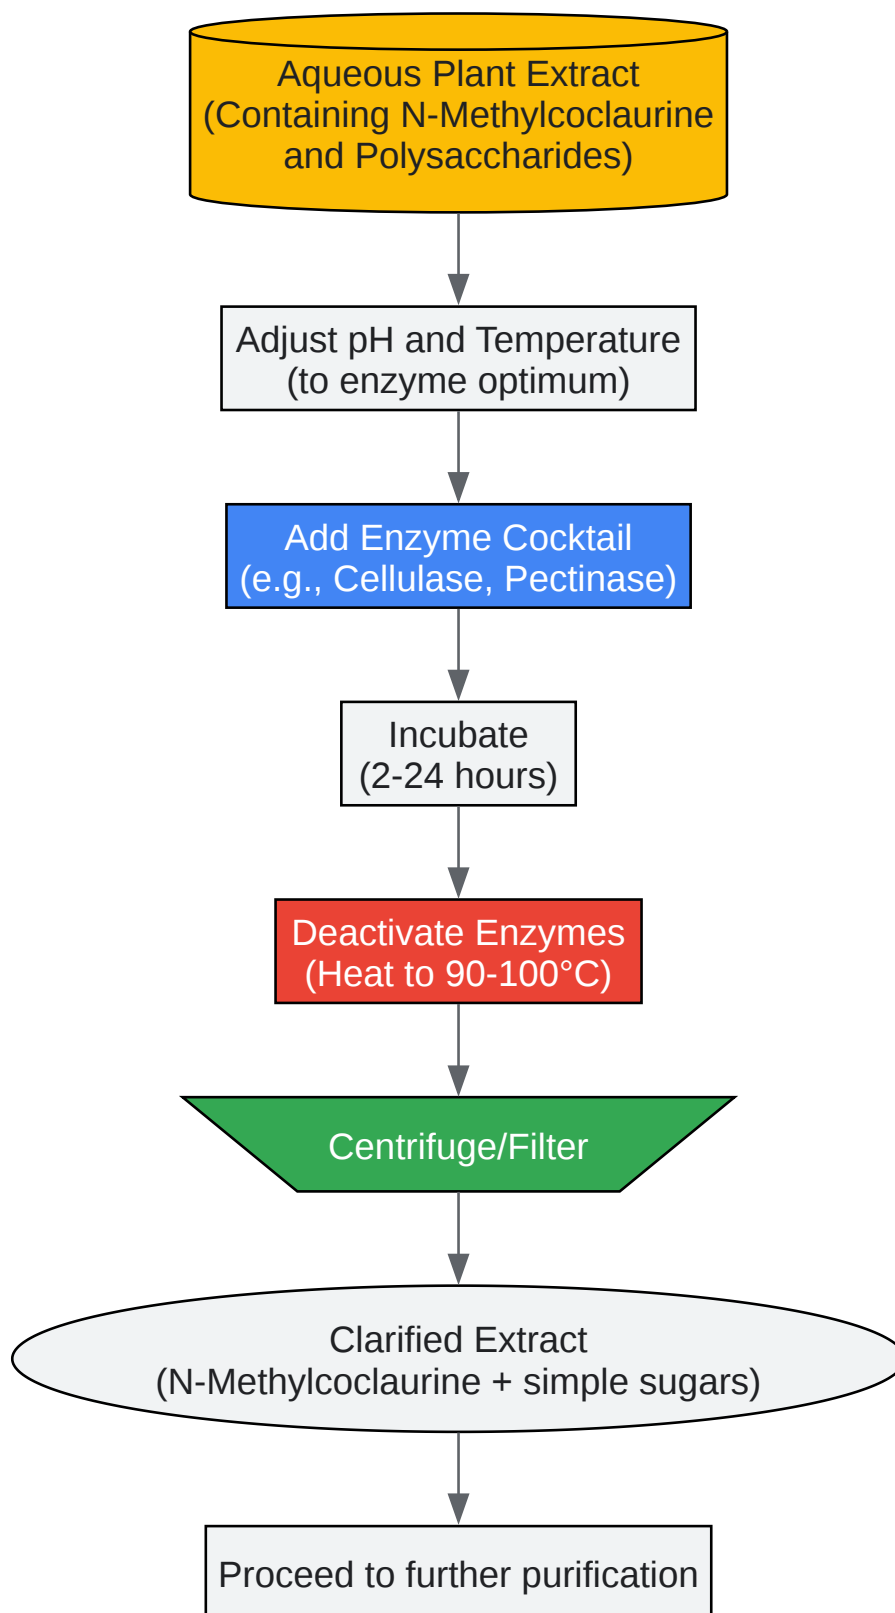 Aqueous Plant Extract
(Containing N-Methylcoclaurine
and Polysaccharides)
Adjust pH and Temperature
(to enzyme optimum)
Add Enzyme Cocktail
(e.g., Cellulase, Pectinase)
Incubate
(2-24 hours)
Deactivate Enzymes
(Heat to 90-100°C)
Centrifuge/Filter
Clarified Extract
(N-Methylcoclaurine + simple sugars)
Proceed to further purification